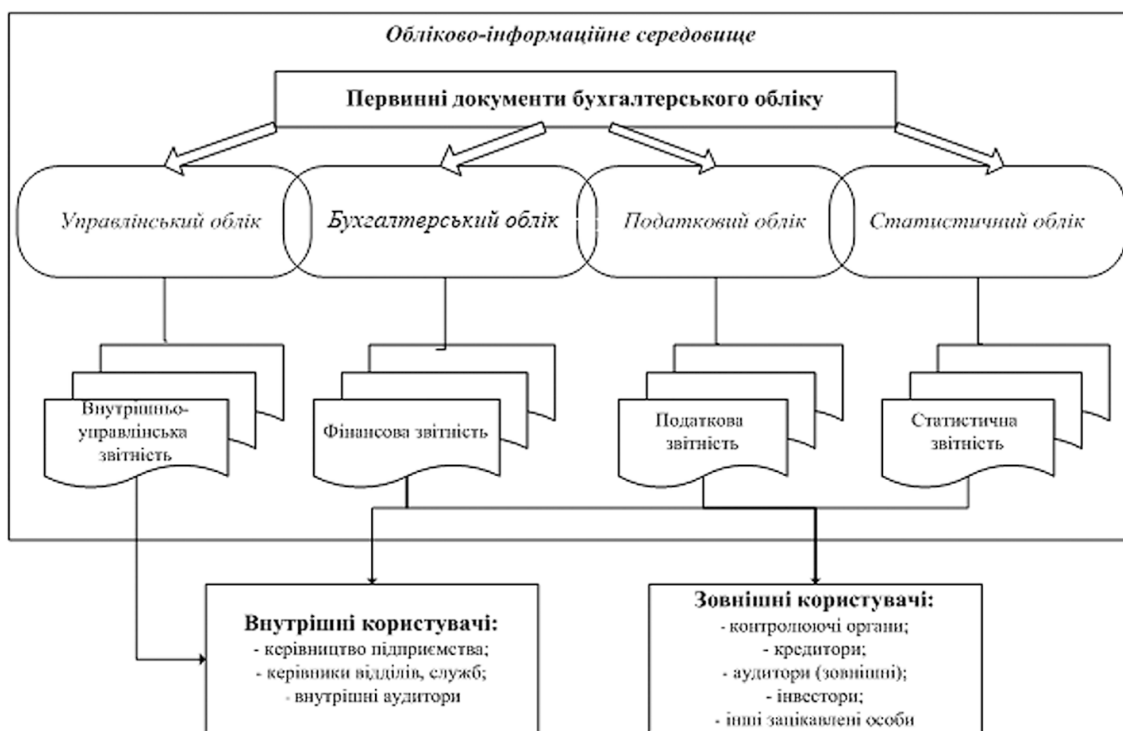 Обліково-інформаційне середовище
Первинні документи бухгалтерського обліку
Управлінський облік
Бухгалтерський облік
Податковий облік
Статистичний облік
Внутрішньо-
управлінська
звітність
Фінансова звітність
Податкова
звітність
Статистична
звітність
Внутрішні користувачі:
- керівництво підприємства;
- керівники відділів, служб;
- внутрішні аудитори
Зовнішні користувачі:
- контролюючі органи;
- кредитори;
- аудитори (зовнішні);
- інвестори;
- інші зацікавлені особи